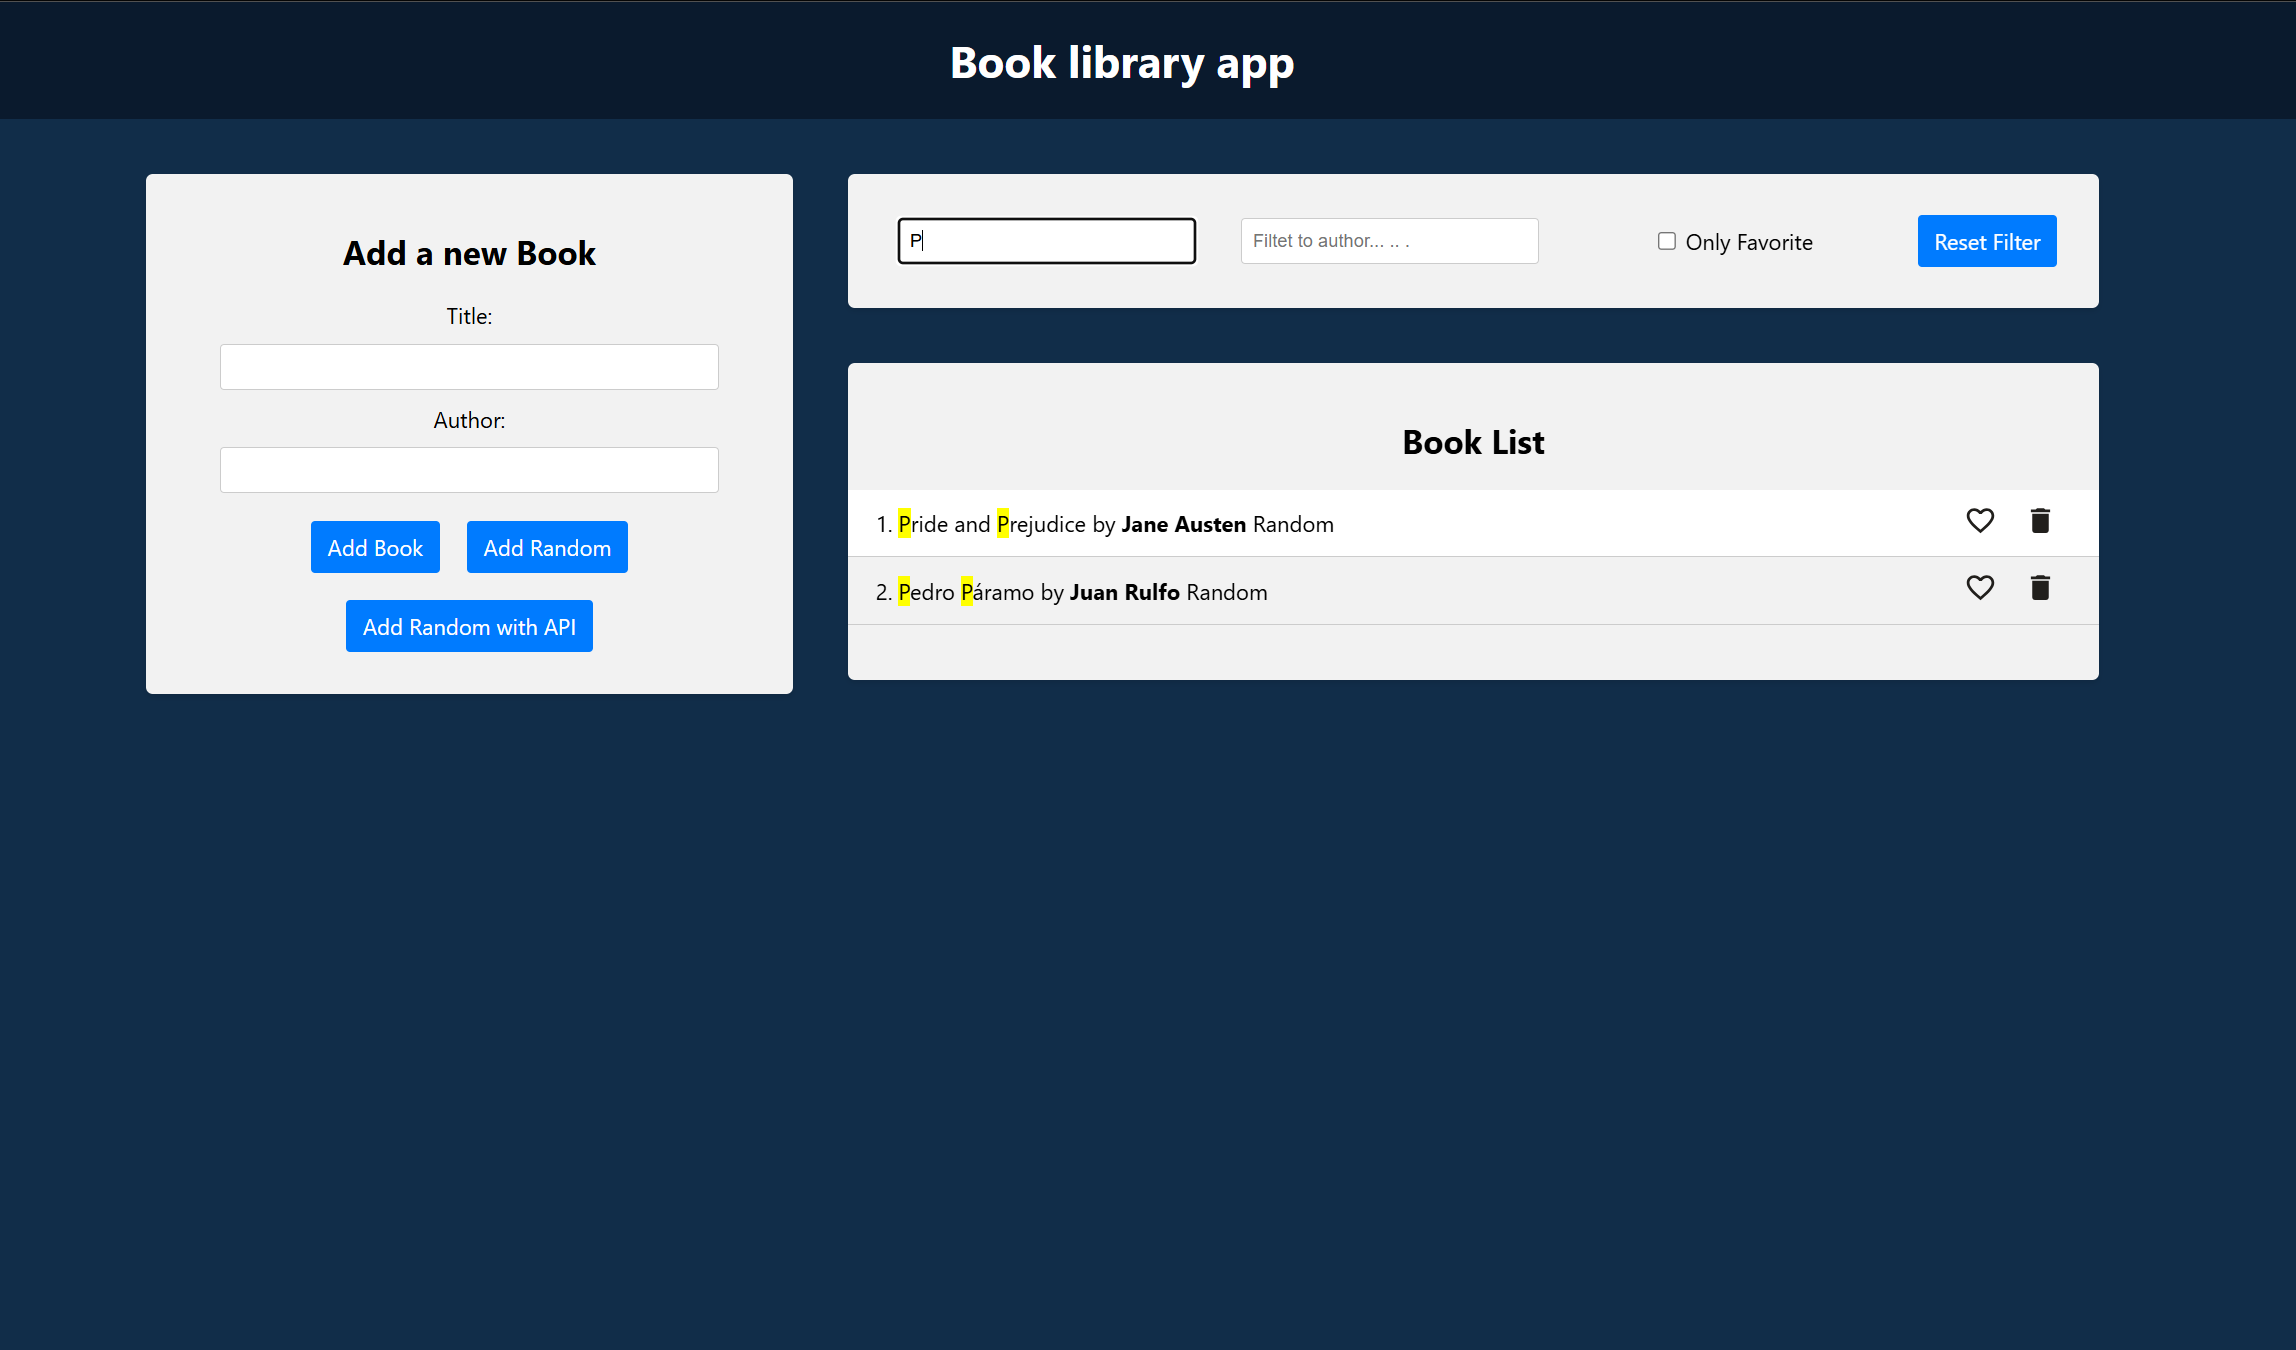 Book library app
Add a new Book
Title:
Author:
Add Book Add Random
Add Random with API
P
Filtet to author... .. .
Only Favorite
Reset Filter
Book List
1. Pride and Prejudice by Jane Austen Random
2. Pedro Páramo by Juan Rulfo Random